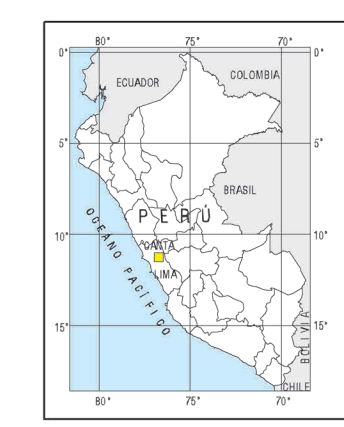 80° 75° 70°
0° 0°
ECUADOR
COLOMBIA
5° 5°
BRASIL
PERÚ
OCEANO PACÍFICO
10° 10°
CANTA
LIMA
15° 15°
BOLIVIA
CHILE
80° 75° 70°